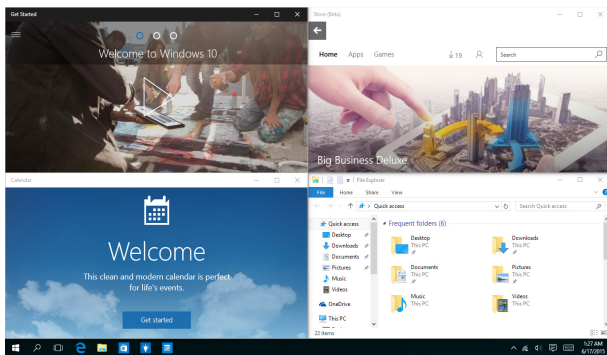 Get Started
Welcome to Windows 10
Store (Beta)
Home Apps Games
19
Search
Big Business Deluxe
Calendar
Welcome
This clean and modern calendar is perfect
for life's events.
Get started
File Explorer
File Home Share View
Quick access
Search Quick access
Quick access
Desktop
Downloads
Documents
Pictures
Music
Videos
OneDrive
This PC
Frequent folders (6)
Desktop
This PC
Downloads
This PC
Documents
This PC
Pictures
This PC
Music
This PC
Videos
This PC
22 items
1:27 AM
6/17/2015